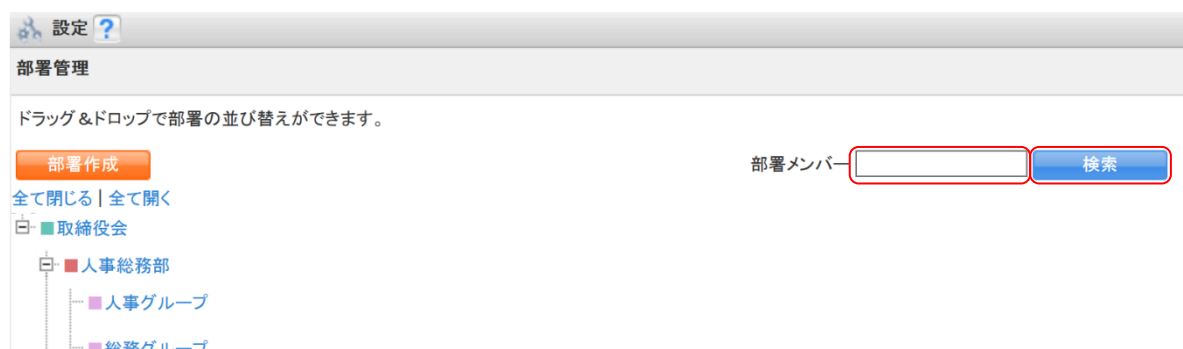 設定 ?
部署管理
ドラッグ&ドロップで部署の並び替えができます。
部署作成 部署メンバー 検索
全て閉じる | 全て開く
取締役会
人事総務部
人事グループ
総務グループ